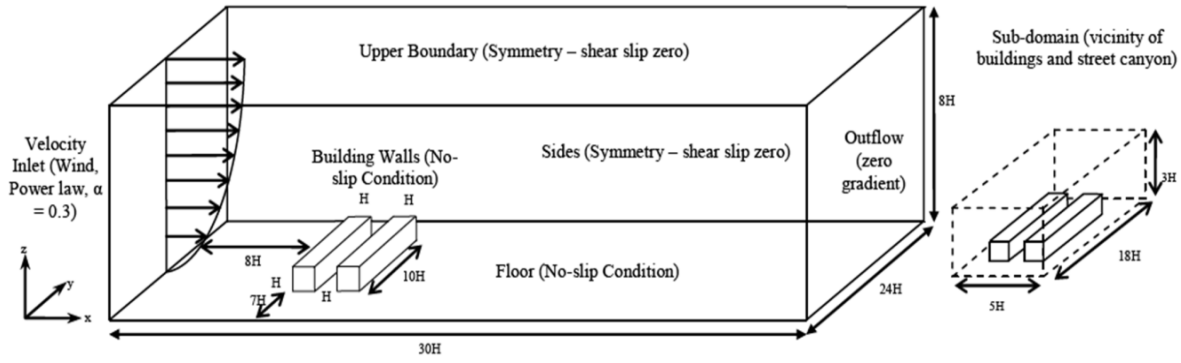 Upper Boundary (Symmetry – shear slip zero)
Velocity
Inlet (Wind,
Power law, α
= 0.3)
Building Walls (No-
slip Condition)
Sides (Symmetry – shear slip zero)
Outflow
(zero
gradient)
8H
H
H
8H
H
7H
H
10H
Floor (No-slip Condition)
24H
30H
z
y
x
Sub-domain (vicinity of
buildings and street canyon)
3H
18H
5H